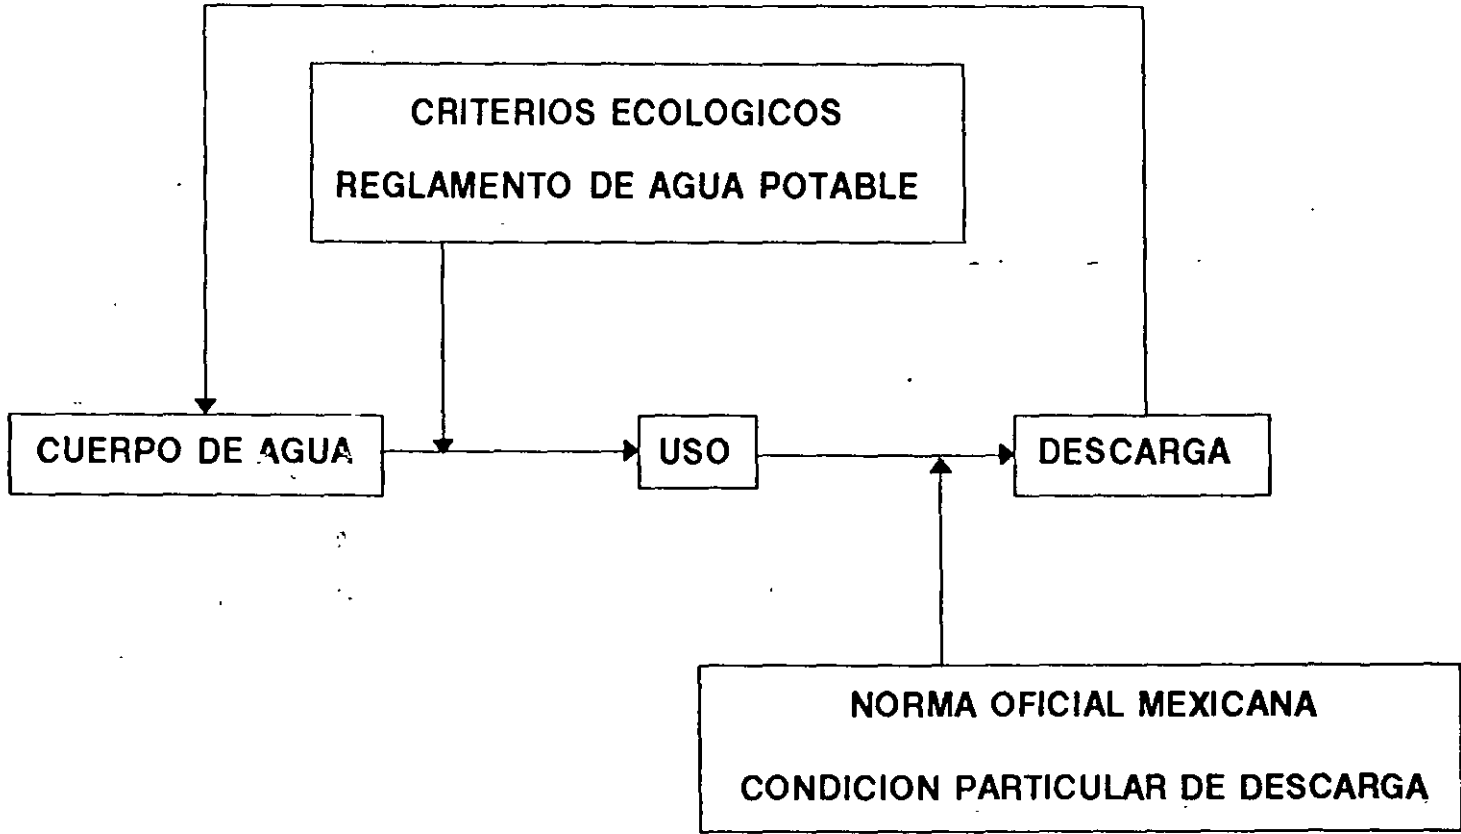 CRITERIOS ECOLOGICOS
REGLAMENTO DE AGUA POTABLE
CUERPO DE AGUA
USO
DESCARGA
NORMA OFICIAL MEXICANA
CONDICION PARTICULAR DE DESCARGA